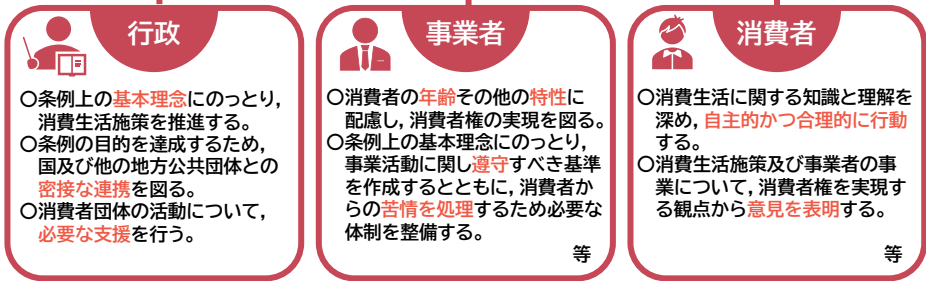 行政
〇条例上の基本理念にのっとり,
消費生活施策を推進する。
〇条例の目的を達成するため,
国及び他の地方公共団体との
密接な連携を図る。
〇消費者団体の活動について,
必要な支援を行う。
事業者
〇消費者の年齢その他の特性に
配慮し,消費者権の実現を図る。
〇条例上の基本理念にのっとり,
事業活動に関し遵守すべき基準
を作成するとともに,消費者か
らの苦情を処理するため必要な
体制を整備する。
等
消費者
〇消費生活に関する知識と理解を
深め,自主的かつ合理的に行動
する。
〇消費生活施策及び事業者の事
業について,消費者権を実現す
る観点から意見を表明する。
等